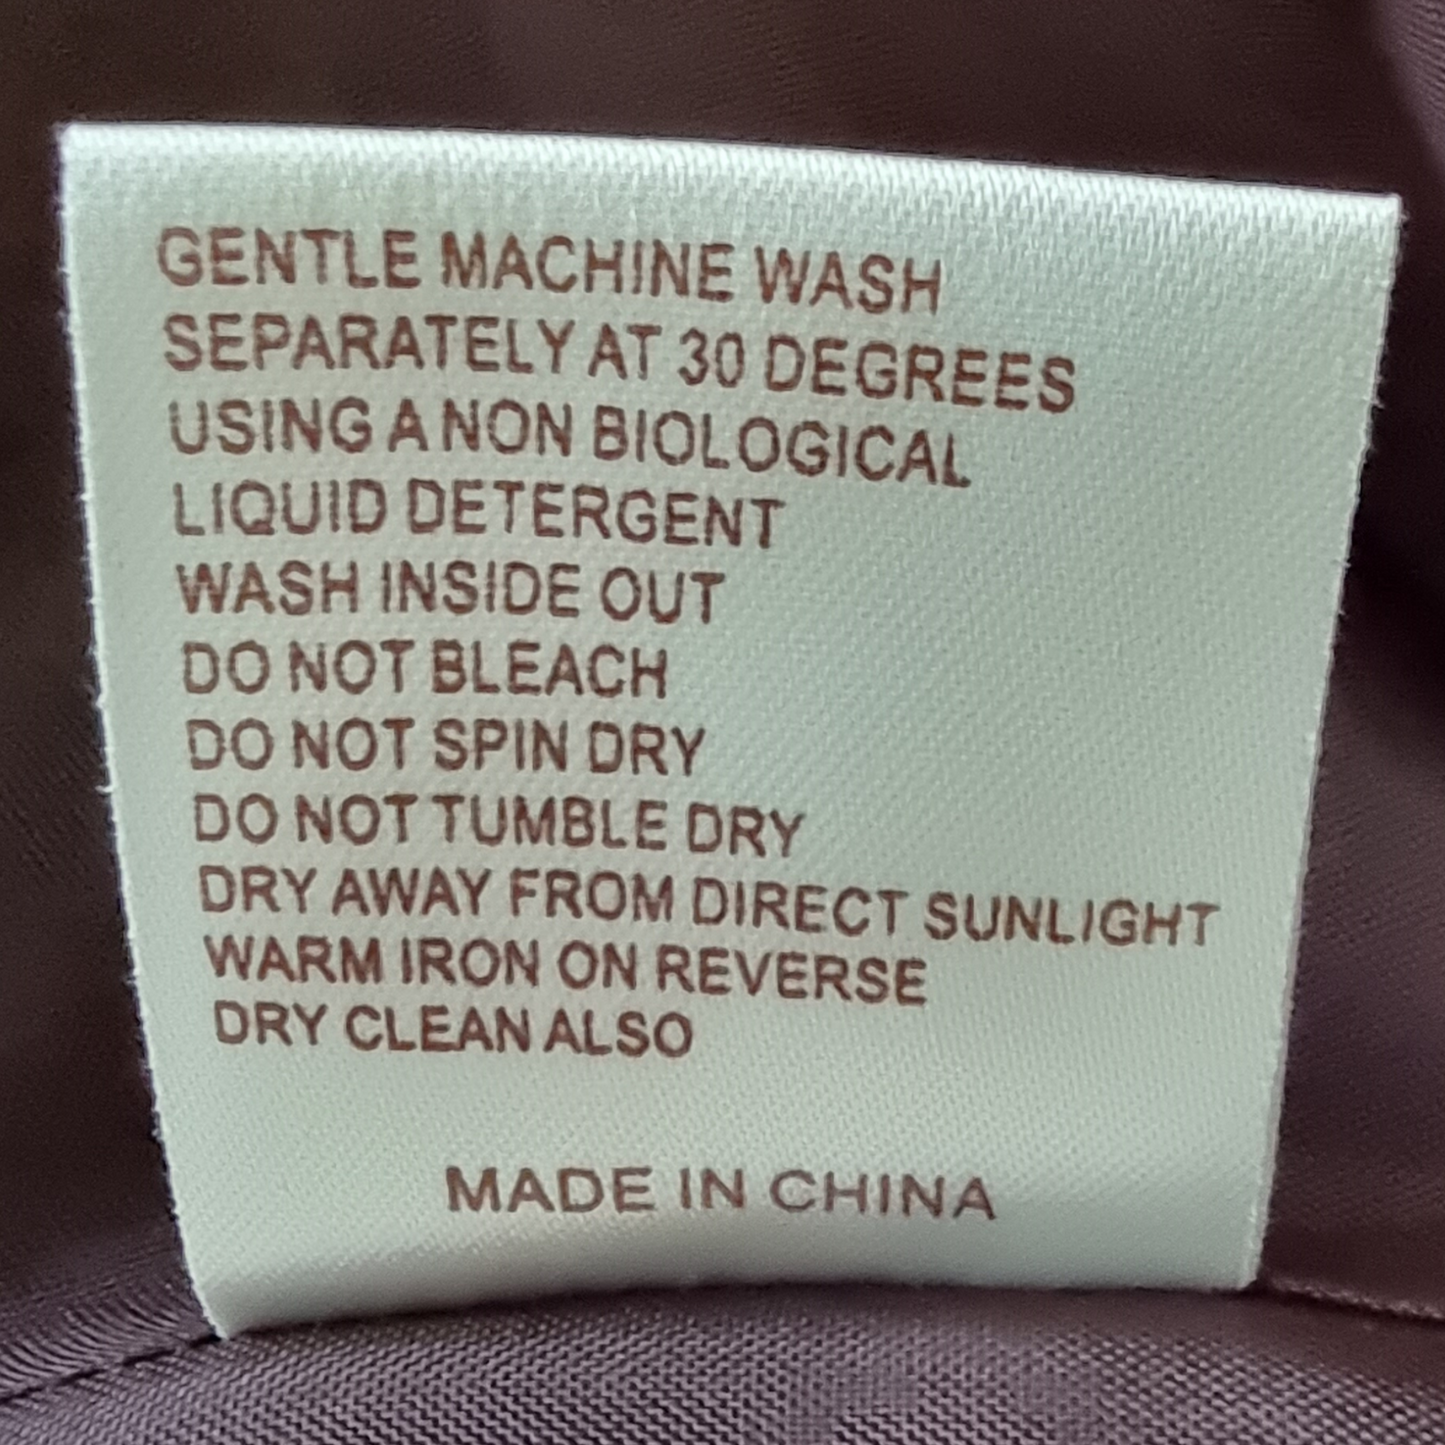 GENTLE MACHINE WASH
SEPARATELY AT 30 DEGREES
USING A NON BIOLOGICAL
LIQUID DETERGENT
WASH INSIDE OUT
DO NOT BLEACH
DO NOT SPIN DRY
DO NOT TUMBLE DRY
DRY AWAY FROM DIRECT SUNLIGHT
WARM IRON ON REVERSE
DRY CLEAN ALSO
MADE IN CHINA